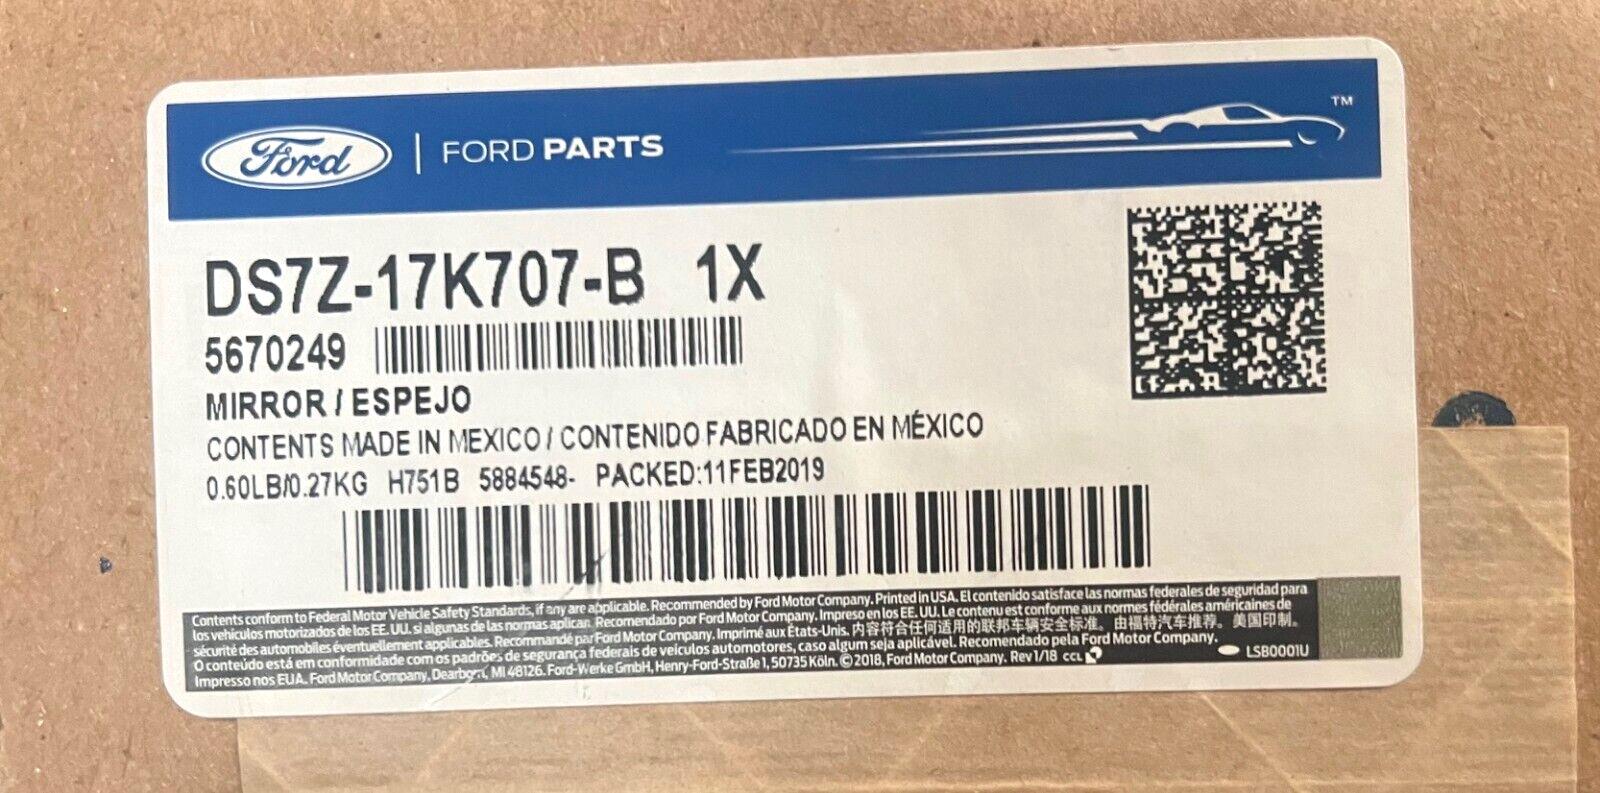 Ford FORD PARTS TM
DS7Z-17K707-B 1X
5670249
MIRROR / ESPEJO
CONTENTS MADE IN MEXICO / CONTENIDO FABRICADO EN MÉXICO
0.60LB/0.27KG H751B 5884548- PACKED:11FEB2019
Contents conform to Federal Motor Vehicle Safety Standards, if any are applicable. Recommended by Ford Motor Company. Printed in USA. El contenido satisface las normas federales de seguridad para
los vehículos motorizados de los EE. UU. si algunas de las normas aplican. Recomendado por Ford Motor Company. Impreso en los EE. UU. Le contenu est conforme aux normes fédérales américaines de
sécurité des automobiles éventuellement applicables. Recommandé par Ford Motor Company. Imprimé aux États-Unis. 内容符合任何适用的联邦车辆安全标准。由福特汽车推荐。美国印制。
O conteúdo está em conformidade com os padrões de segurança federais de veículos automotores, caso algum seja aplicável. Recomendado pela Ford Motor Company.
Impresso nos EUA. Ford Motor Company, Dearborn, MI 48126. Ford-Werke GmbH, Henry-Ford-Straße 1, 50735 Köln. ©2018, Ford Motor Company. Rev 1/18 CCL
LSB0001U